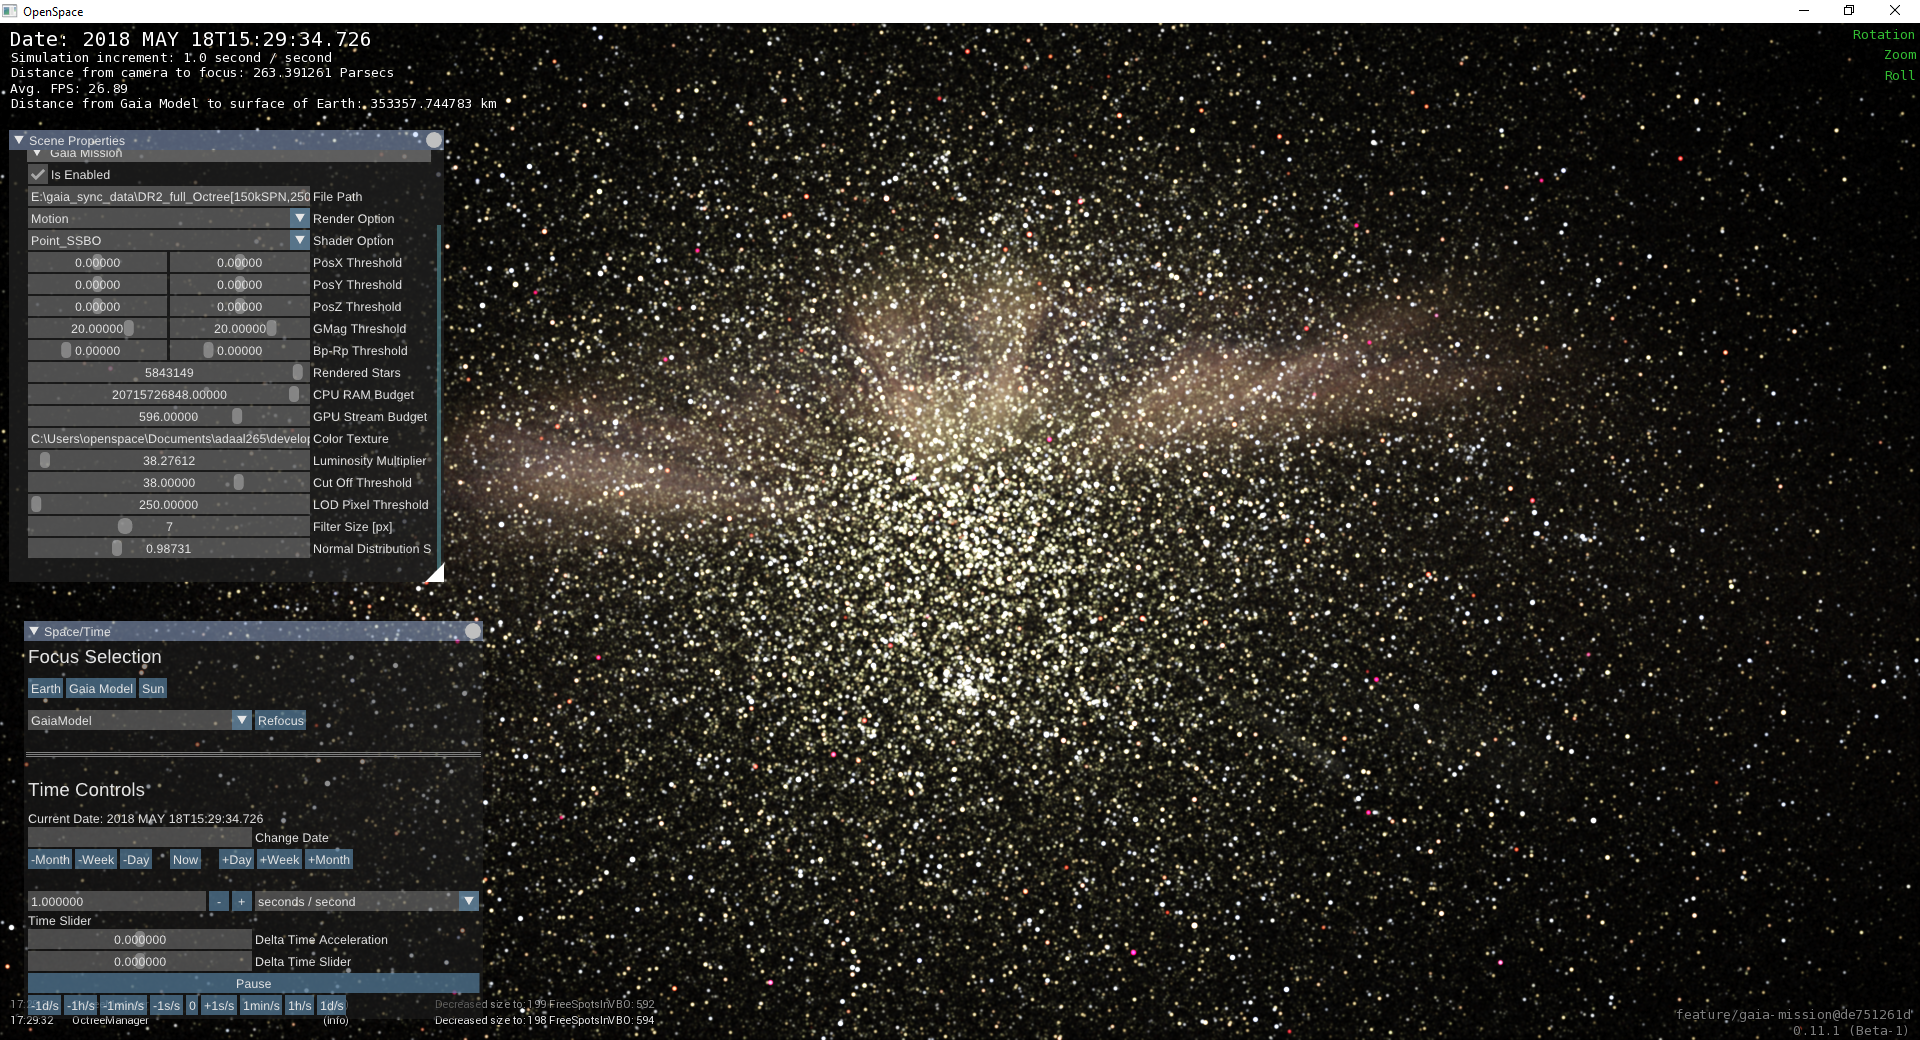 OpenSpace
Date: 2018 MAY 18T15:29:34.726
Simulation increment: 1.0 second / second
Distance from camera to focus: 263.391261 Parsecs
Avg. FPS: 26.89
Distance from Gaia Model to surface of Earth: 353357.744783 km
Rotation
Zoom
Roll
Scene Properties
Gaia Mission
Is Enabled
E:\gaia_sync_data\DR2_full_Octree[150kSPN,250 File Path
Motion Render Option
Point_SSBO Shader Option
0.00000 0.00000 PosX Threshold
0.00000 0.00000 PosY Threshold
0.00000 0.00000 PosZ Threshold
20.00000 20.00000 GMag Threshold
0.00000 0.00000 Bp-Rp Threshold
5843149 Rendered Stars
20715726848.00000 CPU RAM Budget
596.00000 GPU Stream Budget
C:\Users\openspace\Documents\adaal265\develo Color Texture
38.27612 Luminosity Multiplier
38.00000 Cut Off Threshold
250.00000 LOD Pixel Threshold
7 Filter Size [px]
0.98731 Normal Distribution S
Space/Time
Focus Selection
Earth Gaia Model Sun
GaiaModel Refocus
Time Controls
Current Date: 2018 MAY 18T15:29:34.726
Change Date
-Month -Week -Day Now +Day +Week +Month
1.000000 - + seconds / second
Time Slider
0.000000 Delta Time Acceleration
0.000000 Delta Time Slider
Pause
-1d/s -1h/s -1min/s -1s/s 0 +1s/s 1min/s 1h/s 1d/s
Decreased size to: 199 FreeSpotsInVBO: 592
17:29:32 OctreeManager (Info) Decreased size to: 198 FreeSpotsInVBO: 594
feature/gaia-mission@de751261d
0.11.1 (Beta-1)